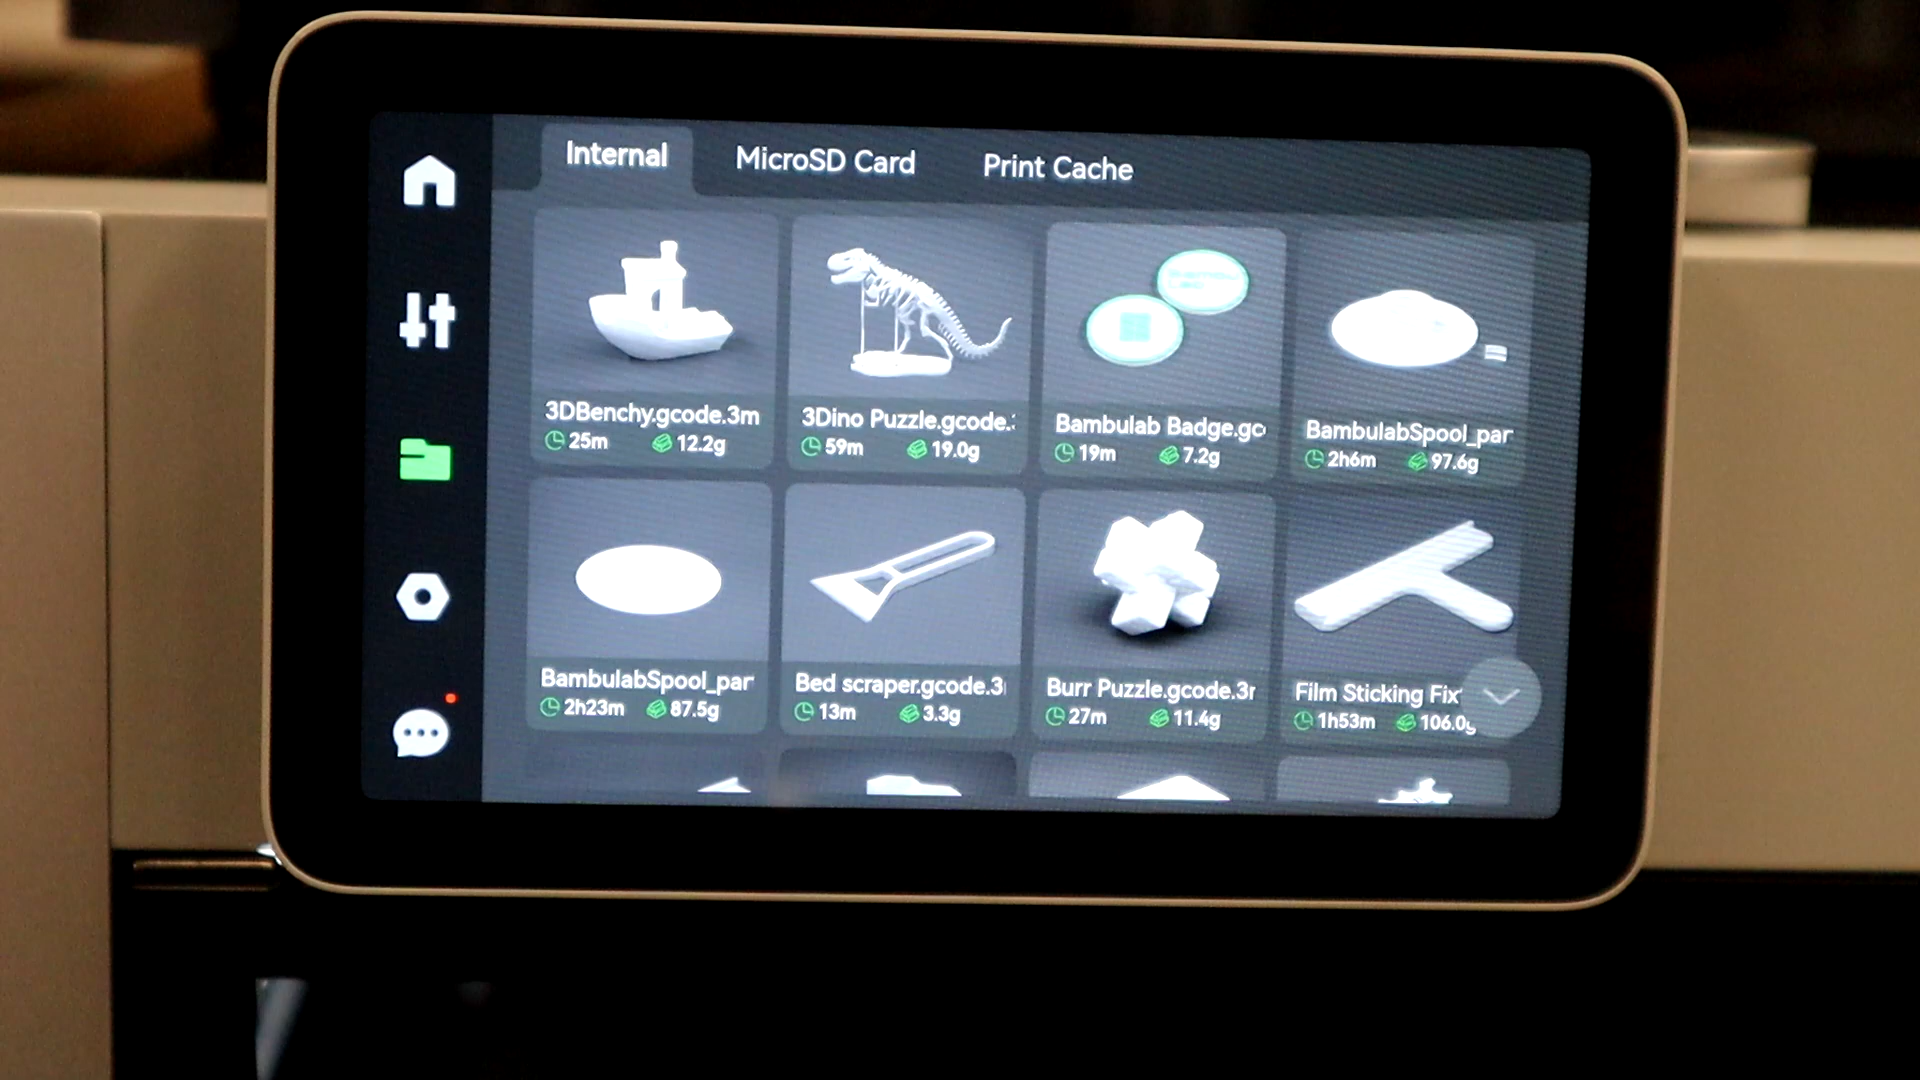 Internal
MicroSD Card
Print Cache
3DBenchy.gcode.3m
25m 12.2g
3Dino Puzzle.gcode.
59m 19.0g
Bambulab Badge.gc
19m 7.2g
BambulabSpool_par
2h6m 97.6g
BambulabSpool_par
2h23m 87.5g
Bed scraper.gcode.3
13m 3.3g
Burr Puzzle.gcode.3
27m 11.4g
Film Sticking Fix
1h53m 106.0g